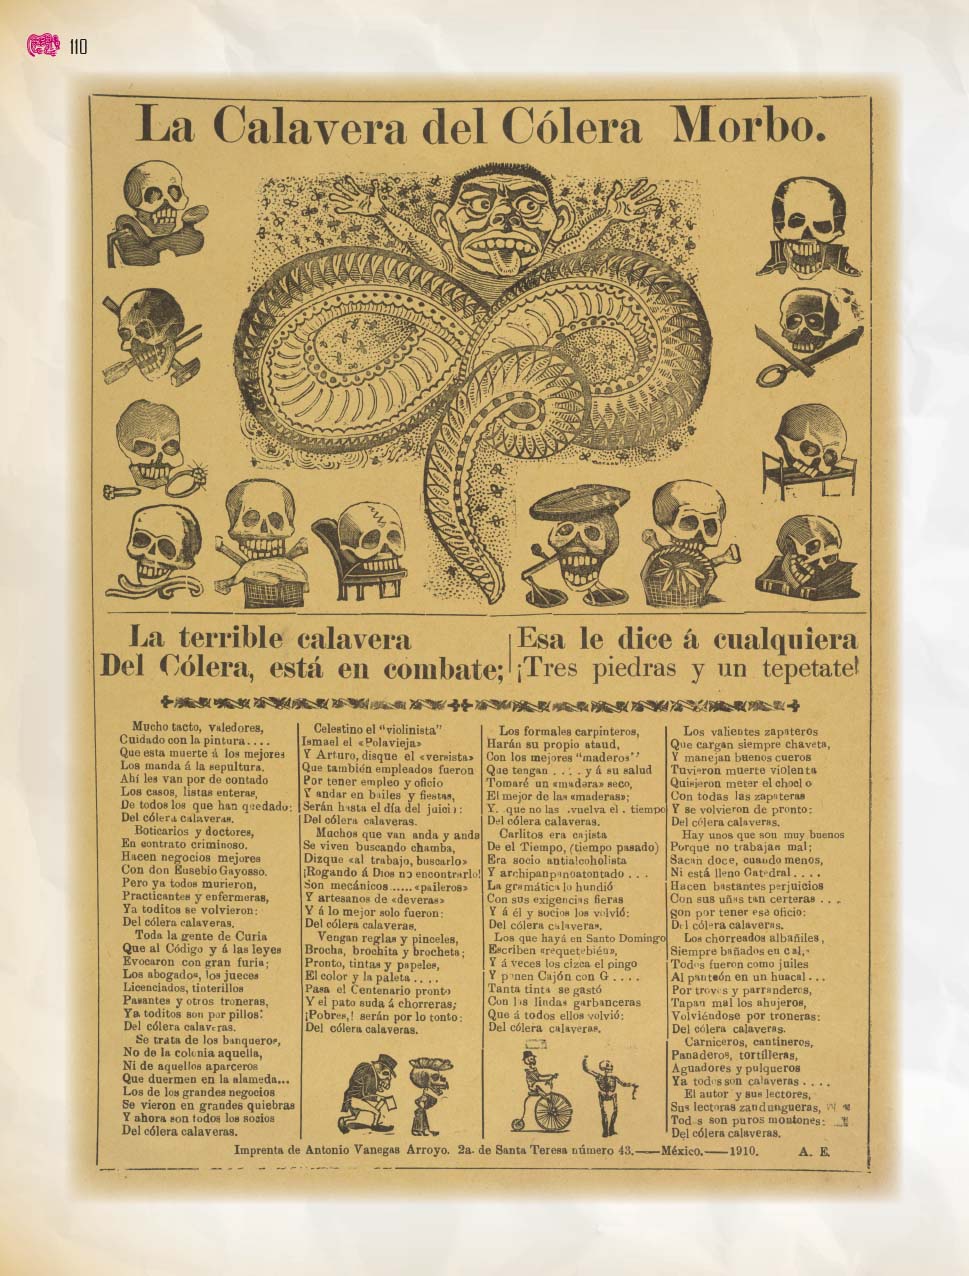 110
La Calavera del Cólera Morbo.
La terrible calavera
Del Cólera, está en combate;
Esa le dice á cualquiera
¡Tres piedras y un tepetate!
Mucho tacto, valedores,
Cuidado con la pintura....
Que esta muerte á los mejores
Los manda á la sepultura.
Ahí les van por de contado
Los casos, listas enteras,
De todos los que han quedado:
Del cólera calaveras.
Boticarios y doctores,
En contrato criminoso.
Hacen negocios mejores
Con don Eusebio Gayosso.
Pero ya todos murieron,
Practicantes y enfermeras,
Ya toditos se volvieron:
Del cólera calaveras.
Toda la gente de Curia
Que al Código y á las leyes
Evocaron con gran furia;
Los abogados, los jueces
Licenciados, tinterillos
Pasantes y otros troneras,
Ya toditos son por pillos:
Del cólera calaveras.
Se trata de los banqueros,
No de la colonia aquella,
Ni de aquellos aparceros
Que duermen en la alameda...
Los de los grandes negocios
Se vieron en grandes quiebras
Y ahora son todos los socios
Del cólera calaveras.
Celestino el "violinista"
Ismael el «Polavieja»
Y Arturo, disque el «versista»
Que también empleados fueron
Por tener empleo y oficio
Y andar en bailes y fiestas,
Serán hasta el día del juici:
Del cólera calaveras.
Muchos que van anda y anda
Se viven buscando chamba,
Dizque «al trabajo, buscarlo»
¡Rogando á Dios no encontrarlo!
Son mecánicos......«paileros»
Y artesanos de «deveras»
Y á lo mejor solo fueron:
Del cólera calaveras.
Vengan reglas y pinceles,
Brocha, brochita y brocheta;
Pronto, tintas y papeles,
El color y la paleta....
Pasa el Centenario pronto
Y el pato suda á chorreras;
¡Pobres,! serán por lo tonto:
Del cólera calaveras.
Los formales carpinteros,
Harán su propio ataud,
Con los mejores "maderos"
Que tengan .... y á su salud
Tomaré un «madera» seco,
El mejor de las «maderas»;
Y. que no las vuelva el tiempo
Del cólera calaveras.
Carlitos era cajista
De el Tiempo, (tiempo pasado)
Era socio antialcoholista
Y archipanpanoatontado...
La gramática lo hundió
Con sus exigencias fieras
Y á él y socios los volvió:
Del cólera calaveras.
Los que hayá en Santo Domingo
Escriben «requetebién»,
Y á veces los cizca el pingo
Y ponen Cajón con G....
Tanta tinta se gastó
Con las lindas garbanceras
Que á todos ellos volvió:
Del cólera calaveras,
Los valientes zapateros
Que cargan siempre chaveta,
Y manejan buenos cueros
Tuvieron muerte violenta
Quisieron meter el choclo
Con todas las zapateras
Y se volvieron de pronto:
Del cólera calaveras.
Hay unos que son muy buenos
Porque no trabajan mal;
Sacan doce, cuando menos,
Ni está lleno Catedral....
Hacen bastantes perjuicios
Con sus uñas tan certeras...
son por tener ese oficio:
Del cólera calaveras.
Los chorreados albañiles,
Siempre bañados en cal,
Todos fueron como juiles
Al panteón en un huacal...
Por troves y parranderos,
Tapan mal los ahujeros,
Volviéndose por troneras:
Del cólera calaveras.
Carniceros, cantineros,
Panaderos, tortilleras,
Aguadores y pulqueros
Ya todos son calaveras....
El autor y sus lectores,
Sus lectoras zandungueras,
Todos son puros montones:
Del cólera calaveras.
Imprenta de Antonio Vanegas Arroyo. 2a. de Santa Teresa número 43.—México.—1910. A. E.